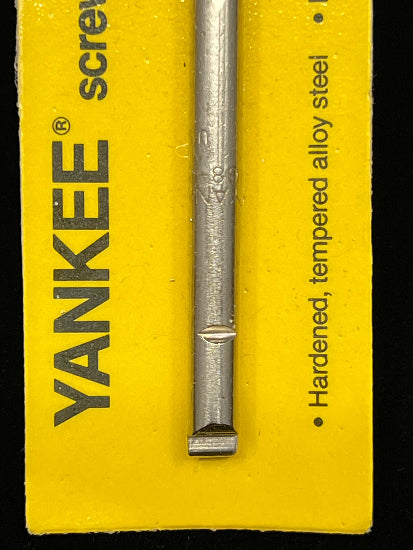 YANKEE® screw
• Hardened, tempered alloy steel